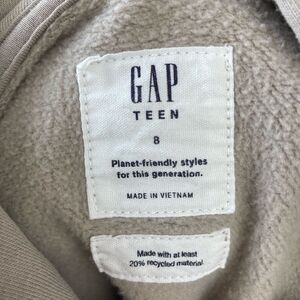 GAP
TEEN
8
Planet-friendly styles
for this generation.
MADE IN VIETNAM
Made with at least
20% recycled material.